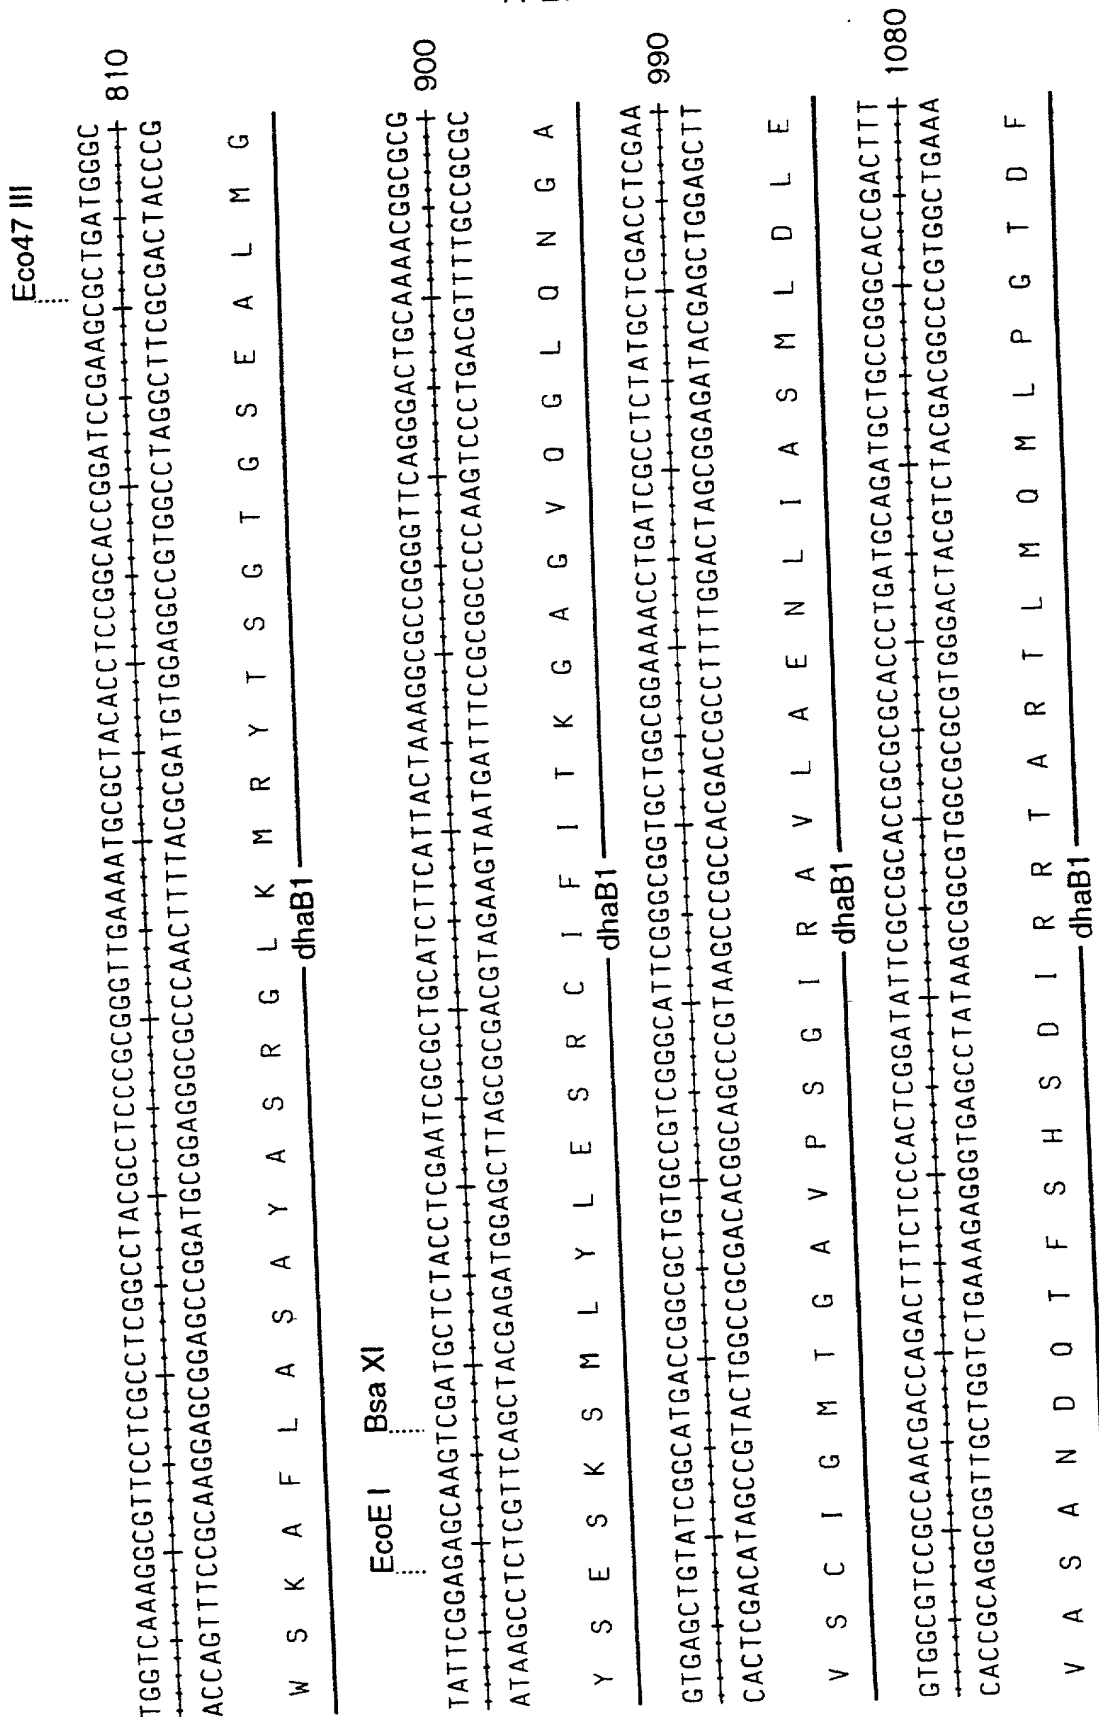 Eco47 III
TGGTCAAAGGCGTTCCTCGCCTCGGCCTACGCCTCCCGCGGGTTGAAAATGCGCTACACCTCCGGCACCGGATCCGAAGCGCTGATGGGC
810
ACCAGTTTCCGCAAGGAGCGGAGCCGGATGCGGAGGGCGCCCAACTTTTACGCGATGTGGAGGCCGTGGCCTAGGCTTCGCGACTACCCG
W S K A F L A S A Y A S R G L K M R Y T S G T G S E A L M G
dhaB1
EcoE I Bsa XI
TATTCGGAGAGCAAGTCGATGCTCTACCTCGAATCGCGCTGCATCTTCATTACTAAAGGCGCCGGGGTTCAGGGACTGCAAAACGGCGCG
900
ATAAGCCTCTCGTTCAGCTACGAGATGGAGCTTAGCGCGACGTAGAAGTAATGATTTCCGCGGCCCCAAGTCCCTGACGTTTTGCCGCGC
Y S E S K S M L Y L E S R C I F I T K G A G V Q G L Q N G A
dhaB1
GTGAGCTGTATCGGCATGACCGGCGCTGTGCCGTCGGGCATTCGGGCGGTGCTGGCGGAAAACCTGATCGCCTCTATGCTCGACCTCGAA
990
CACTCGACATAGCCGTACTGGCCGCGACACGGCAGCCCGTAAGCCCGCCACGACCGCCTTTTGGACTAGCGGAGATACGAGCTGGAGCTT
V S C I G M T G A V P S G I R A V L A E N L I A S M L D L E
dhaB1
GTGGCGTCCGCCAACGACCAGACTTTCTCCCACTCGGATATTCGCCGCACCGCGCGCACCCTGATGCAGATGCTGCCGGGCACCGACTTT
1080
CACCGCAGGCGGTTGCTGGTCTGAAAGAGGGTGAGCCTATAAGCGGCGTGGCGCGCGTGGGACTACGTCTACGACGGCCCGTGGCTGAAA
V A S A N D Q T F S H S D I R R T A R T L M Q M L P G T D F
dhaB1